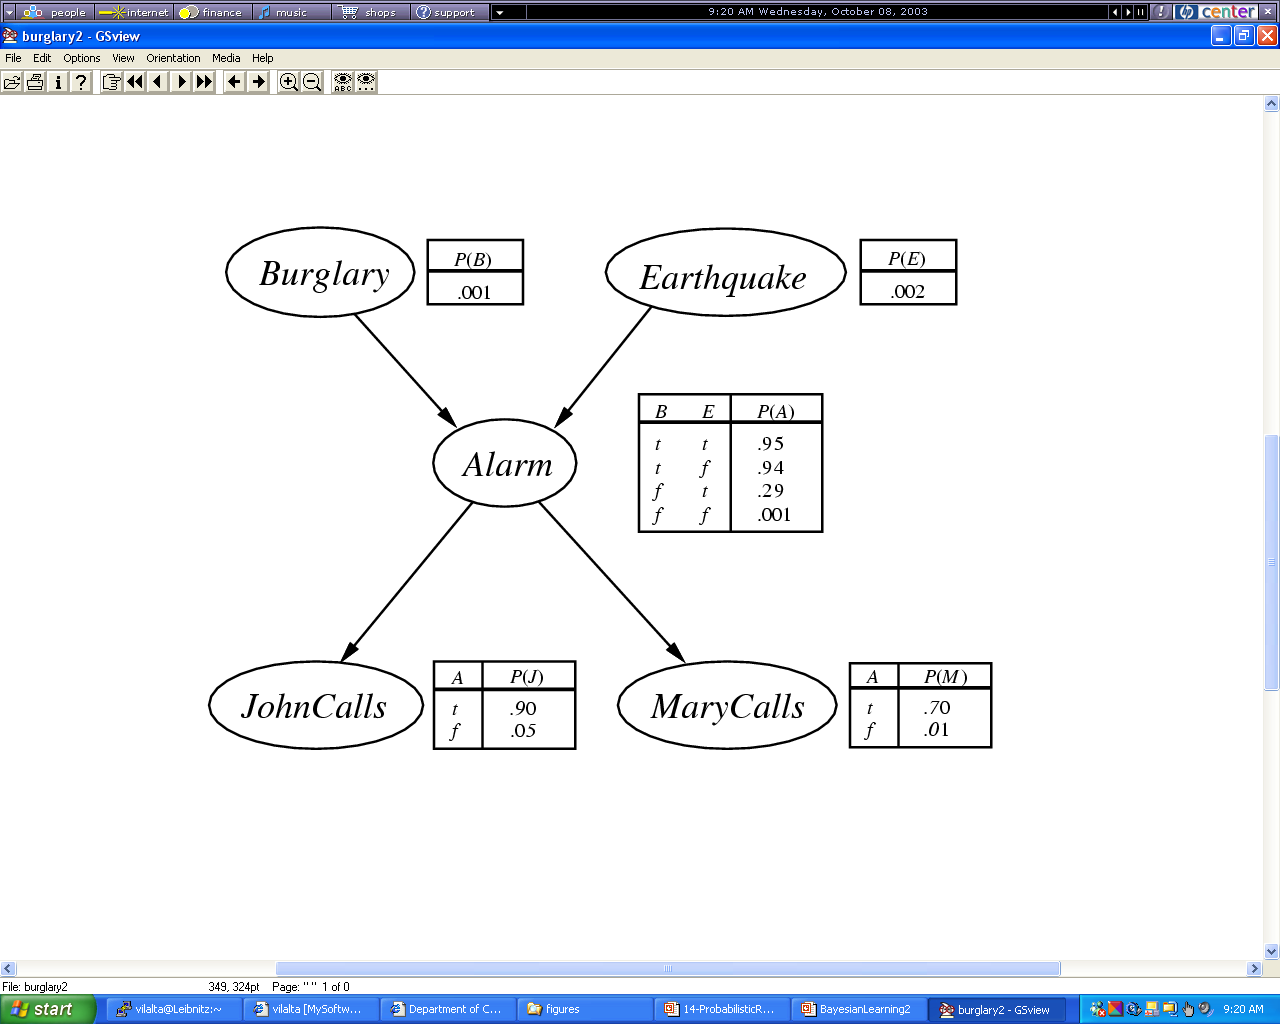 people internet finance music shops support 9:20 AM Wednesday, October 08, 2003 hp center
burglary2 - GSview
File Edit Options View Orientation Media Help
i ? ABC
Burglary
P(B)
.001
Earthquake
P(E)
.002
Alarm
B E P(A)
t t .95
t f .94
f t .29
f f .001
JohnCalls
A P(J)
t .90
f .05
MaryCalls
A P(M)
t .70
f .01
File: burglary2 349, 324pt Page: " " 1 of 0
start vilalta@Leibnitz:~ vilalta [MySoftw... Department of C... figures 14-ProbabilisticR... BayesianLearning2 burglary2 - GSview 9:20 AM